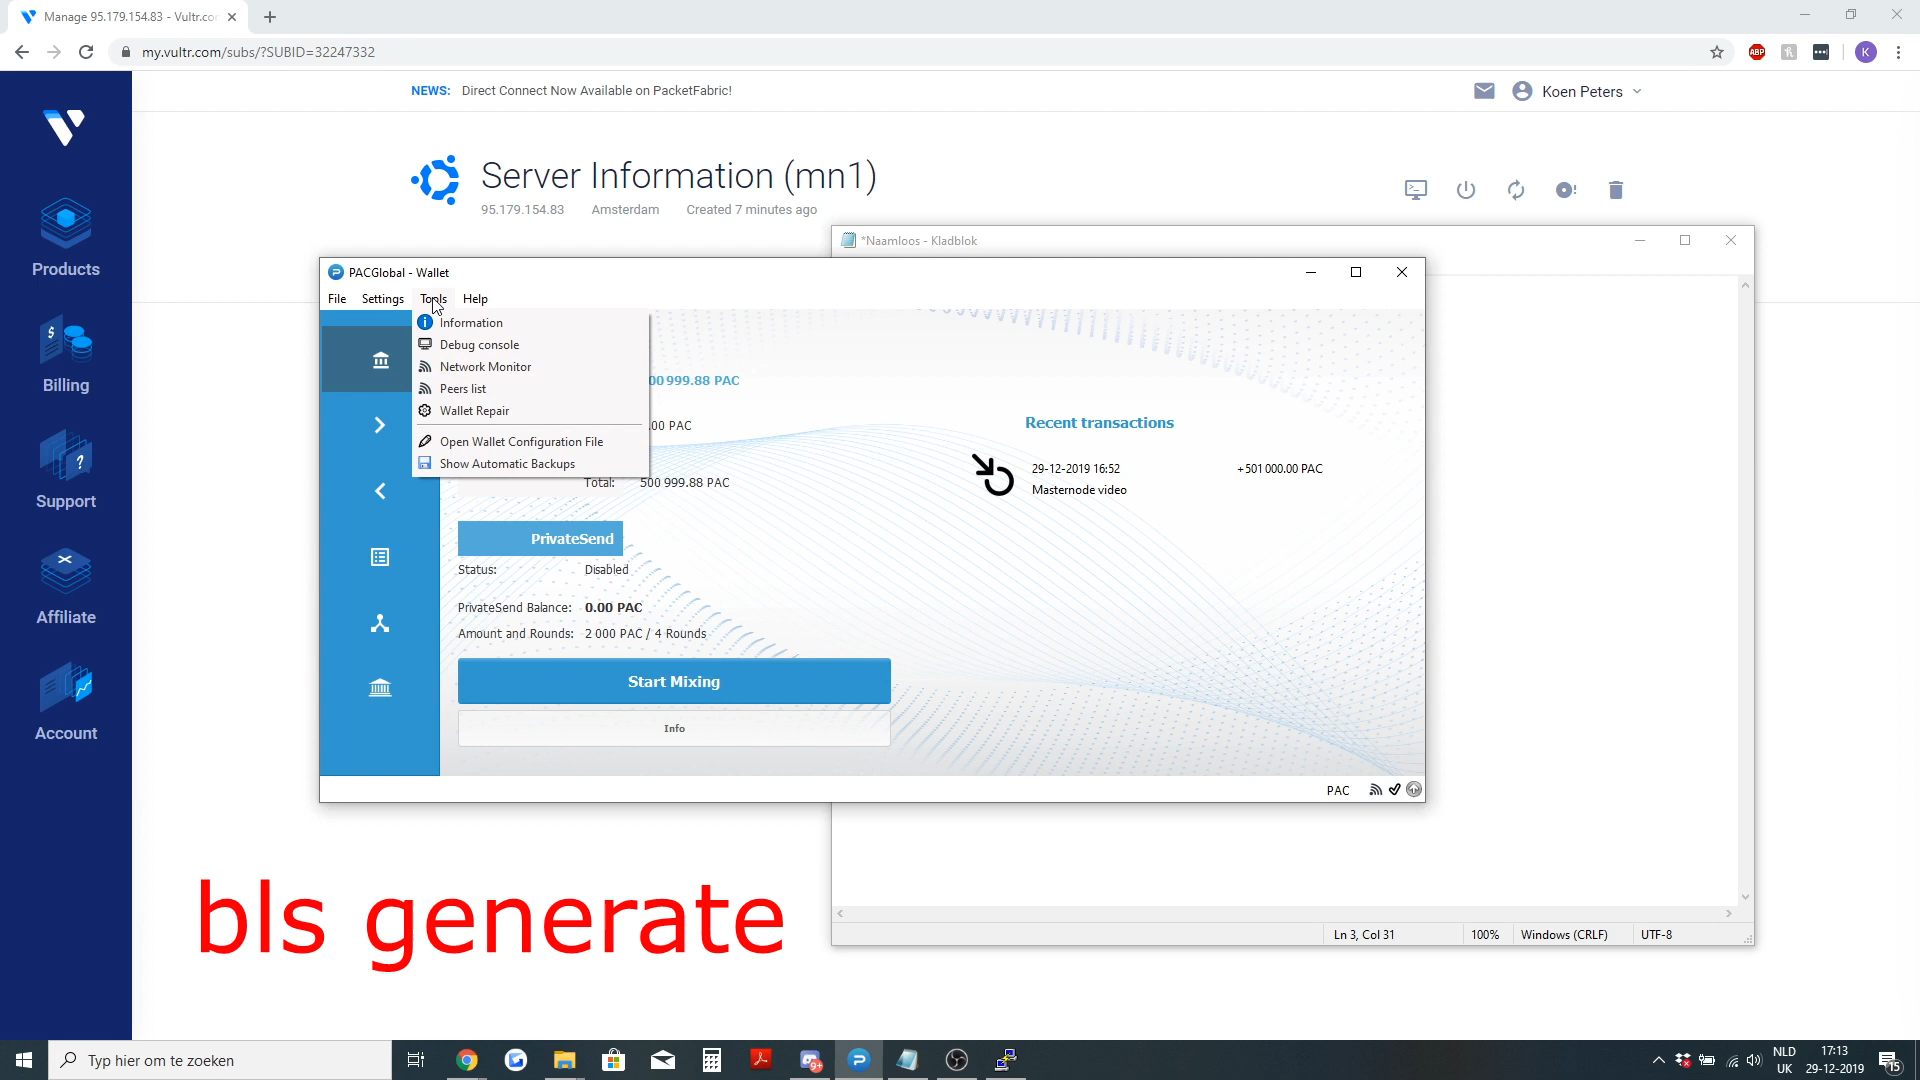 Manage 95.179.154.83 - Vultr.co
my.vultr.com/subs/?SUBID=32247332
ABP
K
NEWS: Direct Connect Now Available on PacketFabric!
Koen Peters
Server Information (mn1)
95.179.154.83 Amsterdam Created 7 minutes ago
Products
Billing
Support
Affiliate
Account
*Naamloos - Kladblok
PACGlobal - Wallet
File Settings Tools Help
Information
Debug console
Network Monitor
Peers list
Wallet Repair
Open Wallet Configuration File
Show Automatic Backups
00 999.88 PAC
.00 PAC
Total: 500 999.88 PAC
Recent transactions
29-12-2019 16:52 +501 000.00 PAC
Masternode video
PrivateSend
Status: Disabled
PrivateSend Balance: 0.00 PAC
Amount and Rounds: 2 000 PAC / 4 Rounds
Start Mixing
Info
PAC
bls generate
Ln 3, Col 31 100% Windows (CRLF) UTF-8
Typ hier om te zoeken
9+
NLD
UK
17:13
29-12-2019
15